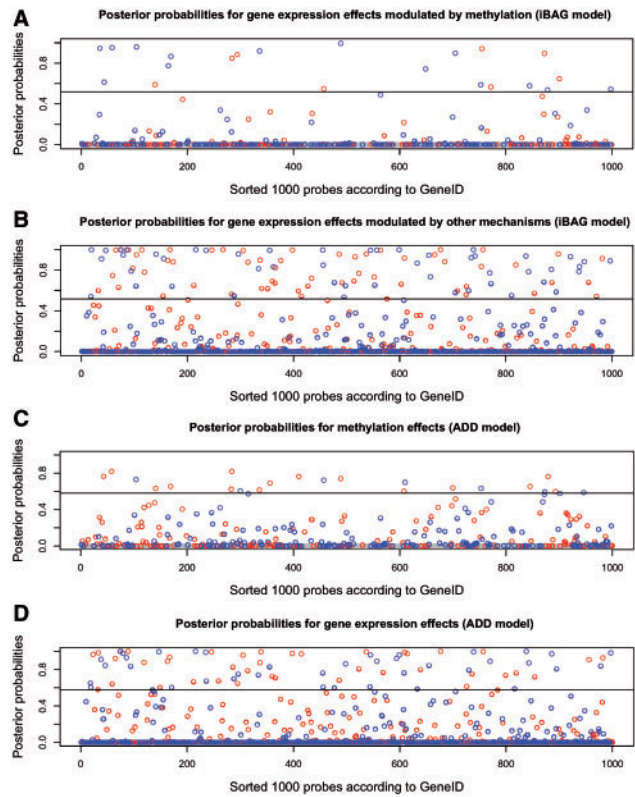 A
Posterior probabilities for gene expression effects modulated by methylation (iBAG model)
Posterior probabilities
0.8
0.4
0.0
0 200 400 600 800 1000
Sorted 1000 probes according to GeneID
B
Posterior probabilities for gene expression effects modulated by other mechanisms (iBAG model)
Posterior probabilities
0.8
0.4
0.0
0 200 400 600 800 1000
Sorted 1000 probes according to GeneID
C
Posterior probabilities for methylation effects (ADD model)
Posterior probabilities
0.8
0.4
0.0
0 200 400 600 800 1000
Sorted 1000 probes according to GeneID
D
Posterior probabilities for gene expression effects (ADD model)
Posterior probabilities
0.8
0.4
0.0
0 200 400 600 800 1000
Sorted 1000 probes according to GeneID